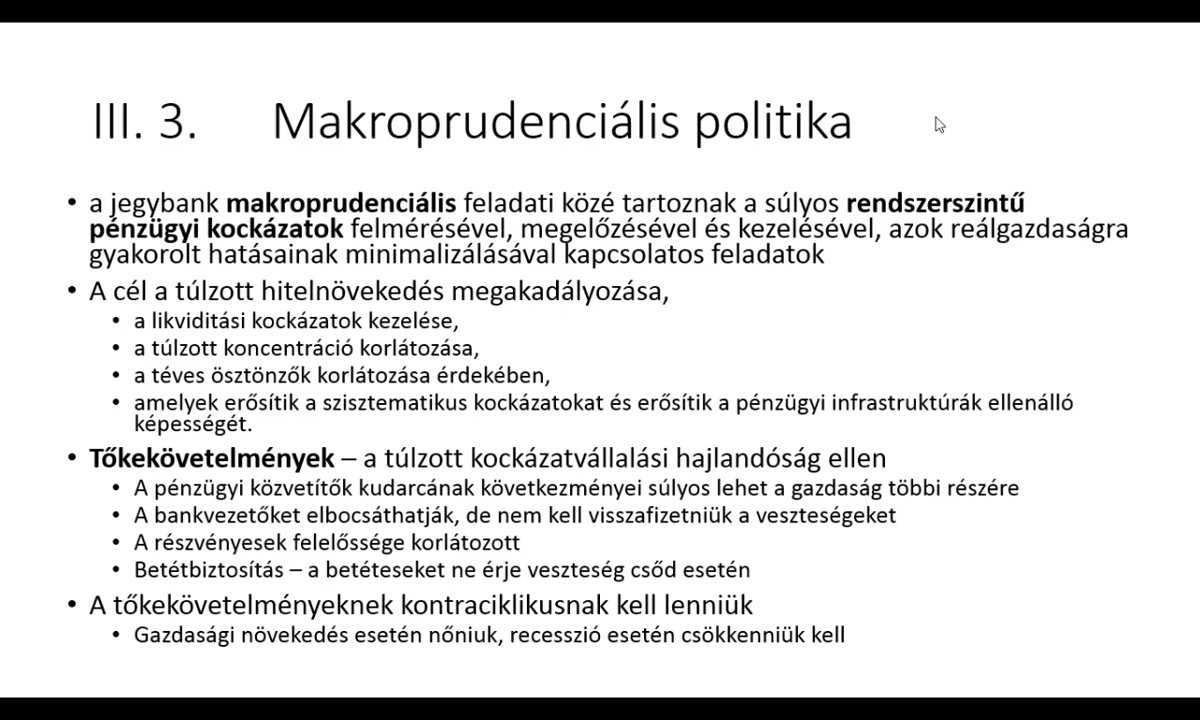 III. 3. Makroprudenciális politika
• a jegybank makroprudenciális feladati közé tartoznak a súlyos rendszerszintű
pénzügyi kockázatok felmérésével, megelőzésével és kezelésével, azok reálgazdaságra
gyakorolt hatásainak minimalizálásával kapcsolatos feladatok
• A cél a túlzott hitelnövekedés megakadályozása,
• a likviditási kockázatok kezelése,
• a túlzott koncentráció korlátozása,
• a téves ösztönzők korlátozása érdekében,
• amelyek erősítik a szisztematikus kockázatokat és erősítik a pénzügyi infrastruktúrák ellenálló
képességét.
• Tőkekövetelmények – a túlzott kockázatvállalási hajlandóság ellen
• A pénzügyi közvetítők kudarcának következményei súlyos lehet a gazdaság többi részére
• A bankvezetőket elbocsáthatják, de nem kell visszafizetniük a veszteségeket
• A részvényesek felelőssége korlátozott
• Betétbiztosítás – a betéteseket ne érje veszteség csőd esetén
• A tőkekövetelményeknek kontraciklikusnak kell lenniük
• Gazdasági növekedés esetén nőniuk, recesszió esetén csökkenniük kell